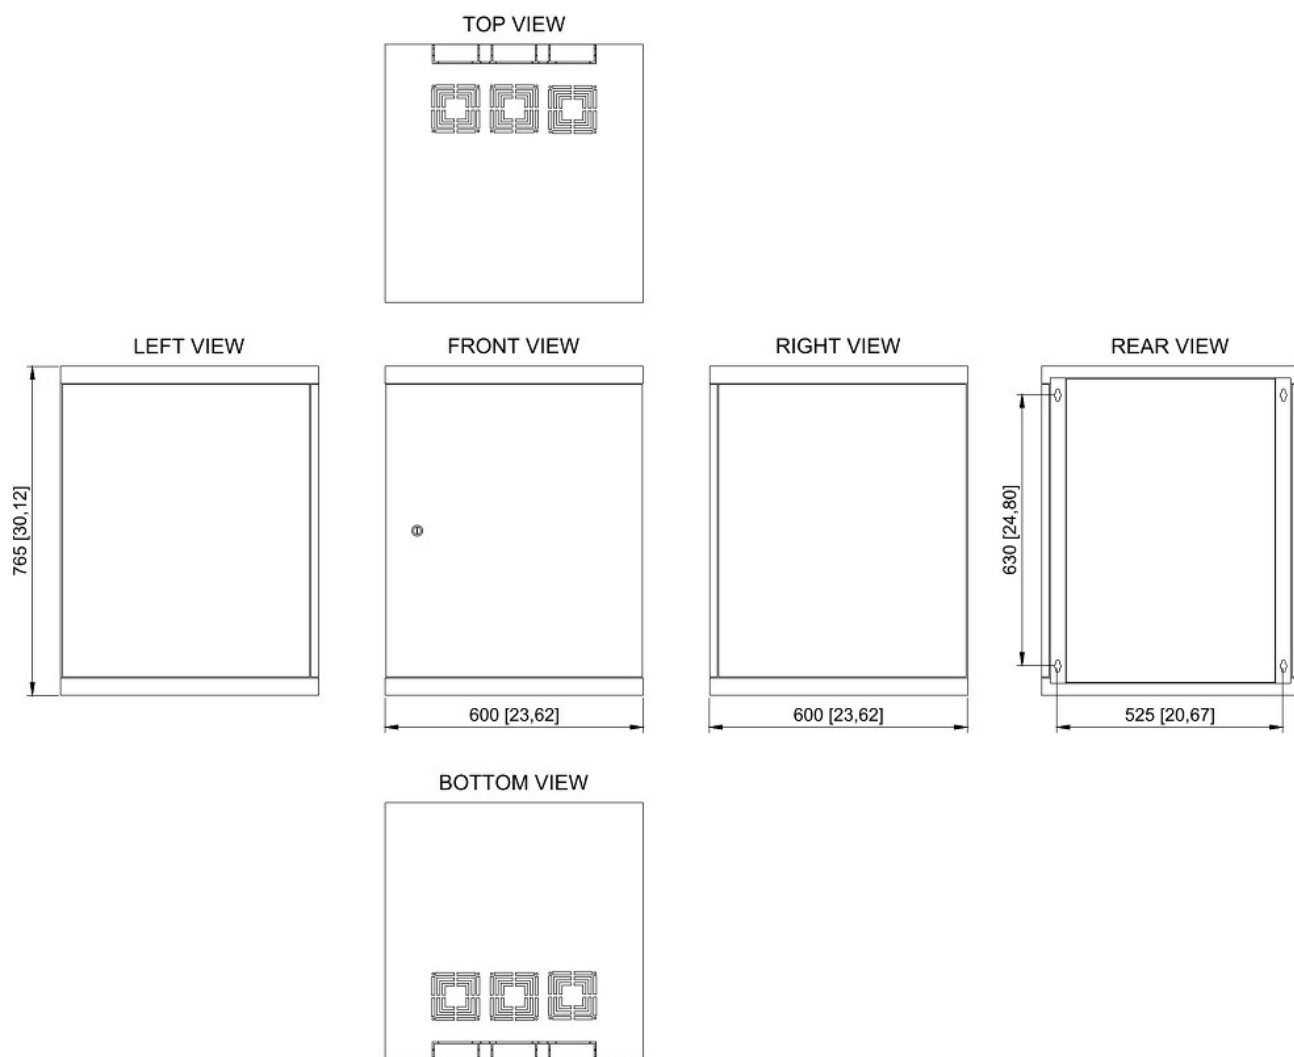 TOP VIEW
LEFT VIEW
FRONT VIEW
RIGHT VIEW
REAR VIEW
765 [30,12]
630 [24,80]
600 [23,62]
600 [23,62]
525 [20,67]
BOTTOM VIEW